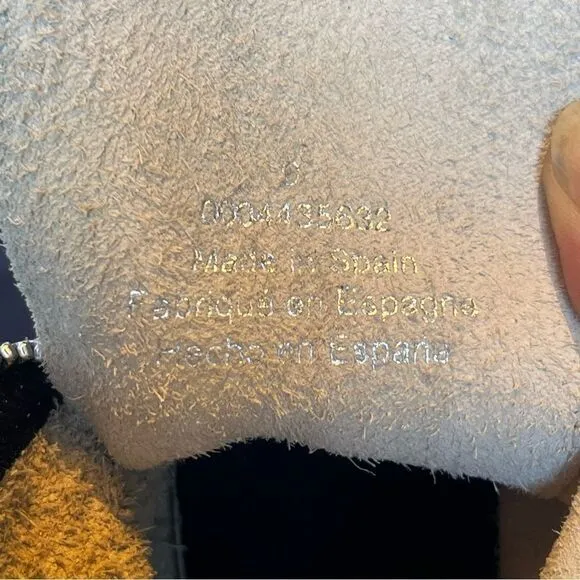 0004435632
Made in Spain
Fabriqué en Espagne
Hecho en España